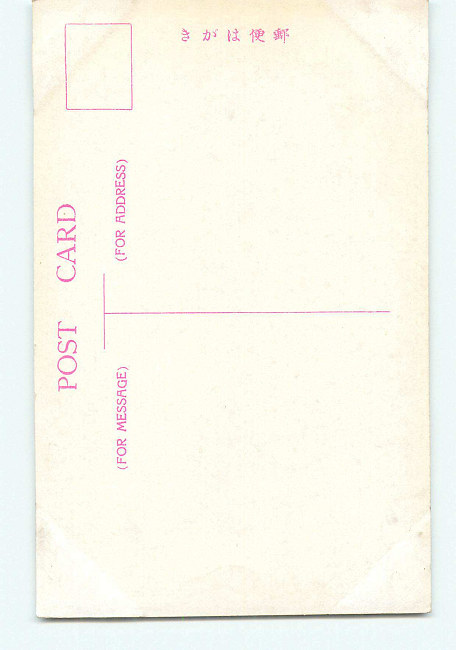 郵便はがき
POST CARD
(FOR ADDRESS)
(FOR MESSAGE)